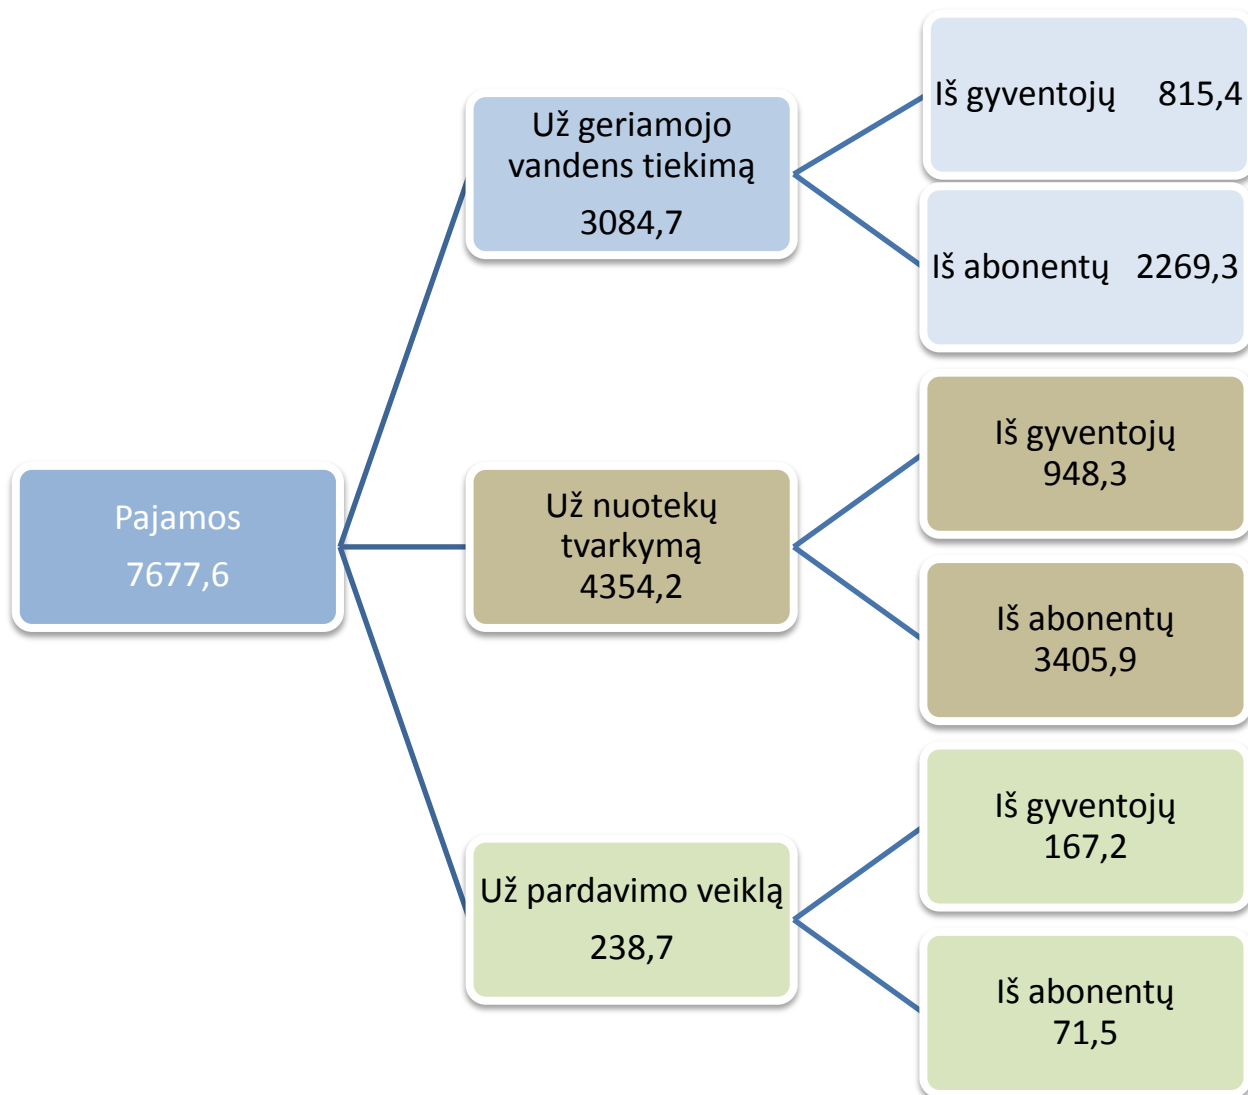 Pajamos
7677,6
Už geriamojo
vandens tiekimą
3084,7
Iš gyventojų 815,4
Iš abonentų 2269,3
Už nuotekų
tvarkymą
4354,2
Iš gyventojų
948,3
Iš abonentų
3405,9
Už pardavimo veiklą
238,7
Iš gyventojų
167,2
Iš abonentų
71,5